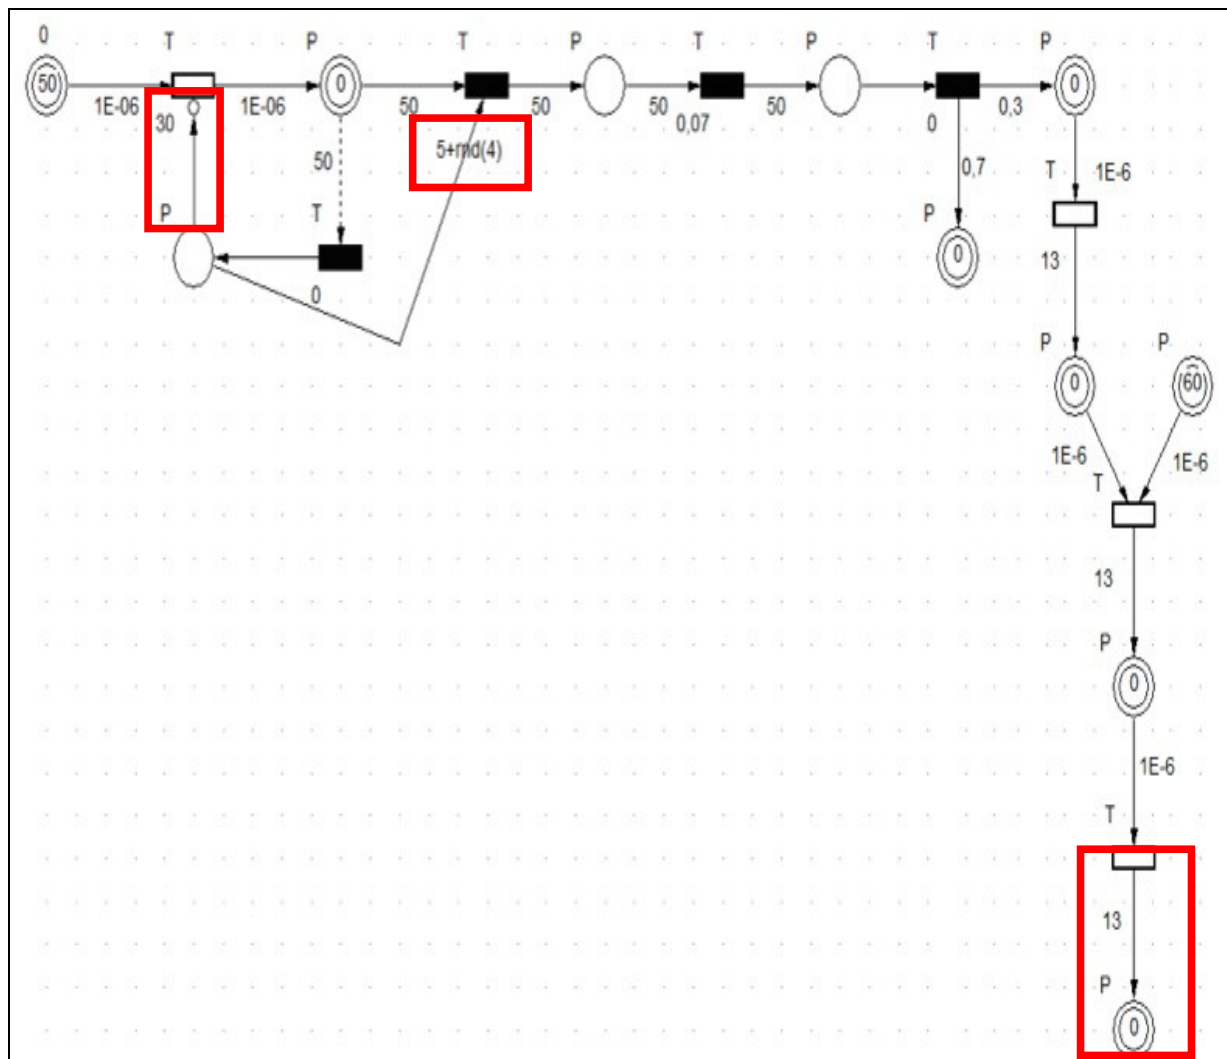 0
T P T P T P T P
50 0 0
1E-06 1E-06 50 50 50 50 0 0,3
30 0,07
5+rnd(4)
50 0,7 T 1E-6
P T P
0 13
0
P P
0 60
1E-6 1E-6
T
13
P
0
1E-6
T
13
P
0